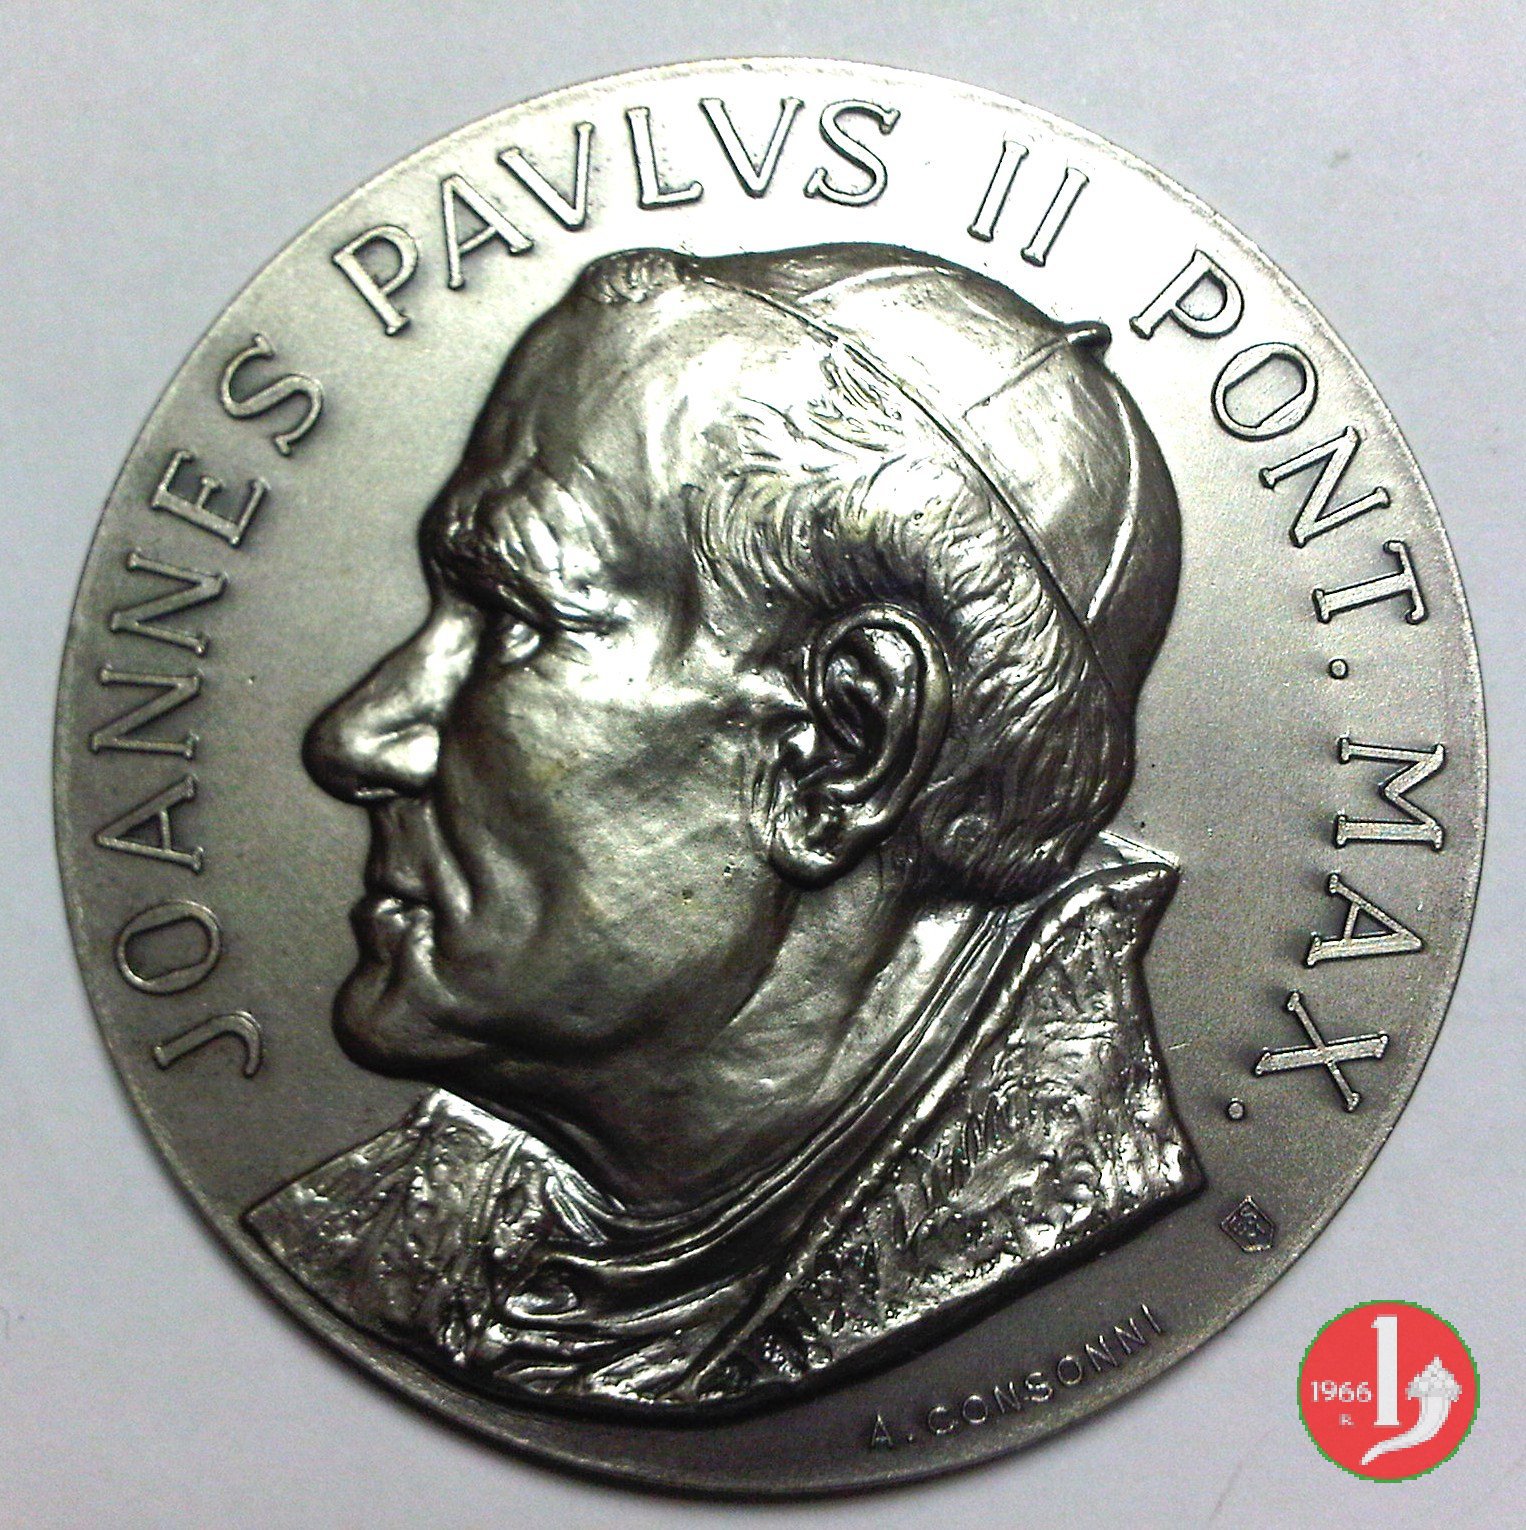 JOANNES PAVLVS II PONT. MAX.
A. CONSONNI
1966
R